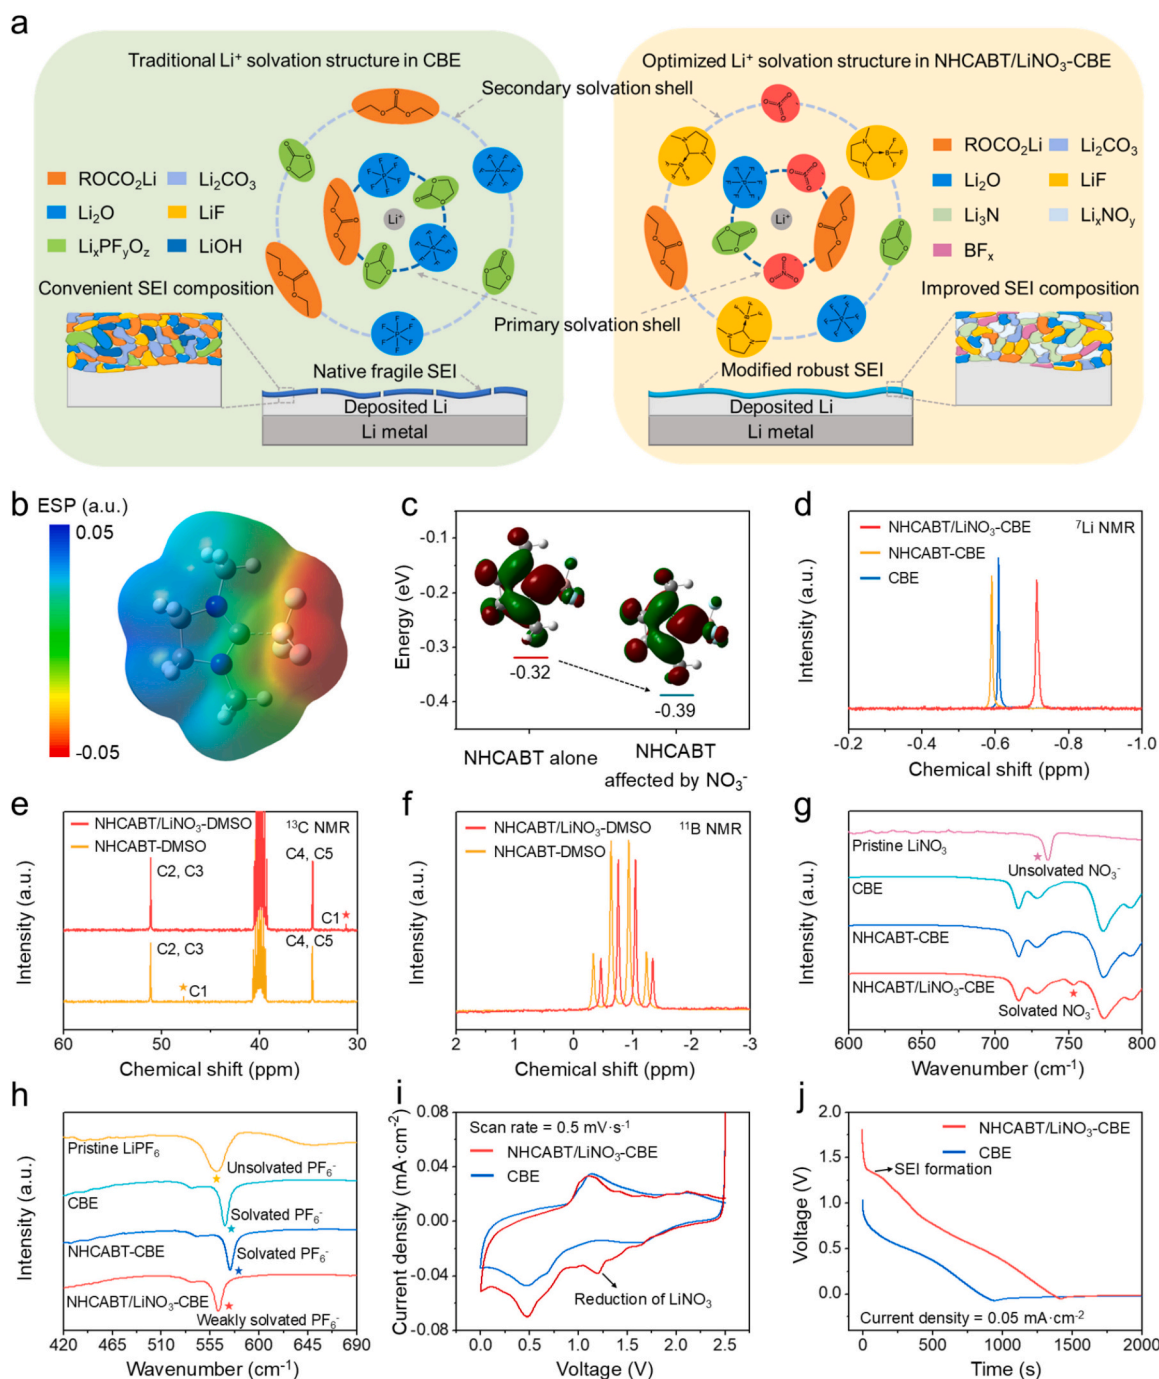 a
Traditional Li⁺ solvation structure in CBE
Optimized Li⁺ solvation structure in NHCABT/LiNO₃-CBE
Secondary solvation shell
ROCO₂Li
Li₂CO₃
Li₂O
LiF
LiₓPFᵧOz
LiOH
Li⁺
Li⁺
ROCO₂Li
Li₂CO₃
Li₂O
LiF
Li₃N
LiₓNOᵧ
BFₓ
Convenient SEI composition
Primary solvation shell
Improved SEI composition
Native fragile SEI
Modified robust SEI
Deposited Li
Li metal
Deposited Li
Li metal
b
ESP (a.u.)
0.05
-0.05
c
Energy (eV)
-0.1
-0.2
-0.3
-0.4
-0.32
-0.39
NHCABT alone
NHCABT
affected by NO₃⁻
d
Intensity (a.u.)
NHCABT/LiNO₃-CBE
NHCABT-CBE
CBE
⁷Li NMR
-0.2 -0.4 -0.6 -0.8 -1.0
Chemical shift (ppm)
e
Intensity (a.u.)
NHCABT/LiNO₃-DMSO
NHCABT-DMSO
¹³C NMR
C2, C3
C4, C5
C1
C2, C3
C4, C5
C1
60 50 40 30
Chemical shift (ppm)
f
Intensity (a.u.)
NHCABT/LiNO₃-DMSO
NHCABT-DMSO
¹¹B NMR
2 1 0 -1 -2 -3
Chemical shift (ppm)
g
Intensity (a.u.)
Pristine LiNO₃
Unsolvated NO₃⁻
CBE
NHCABT-CBE
NHCABT/LiNO₃-CBE
Solvated NO₃⁻
600 650 700 750 800
Wavenumber (cm⁻¹)
h
Intensity (a.u.)
Pristine LiPF₆
Unsolvated PF₆⁻
CBE
Solvated PF₆⁻
NHCABT-CBE
Solvated PF₆⁻
NHCABT/LiNO₃-CBE
Weakly solvated PF₆⁻
420 465 510 555 600 645 690
Wavenumber (cm⁻¹)
i
Current density (mA·cm⁻²)
0.08
0.04
0.00
-0.04
-0.08
Scan rate = 0.5 mV·s⁻¹
NHCABT/LiNO₃-CBE
CBE
Reduction of LiNO₃
0.0 0.5 1.0 1.5 2.0 2.5
Voltage (V)
j
Voltage (V)
2.0
1.5
1.0
0.5
0.0
NHCABT/LiNO₃-CBE
CBE
SEI formation
Current density = 0.05 mA·cm⁻²
0 500 1000 1500 2000
Time (s)